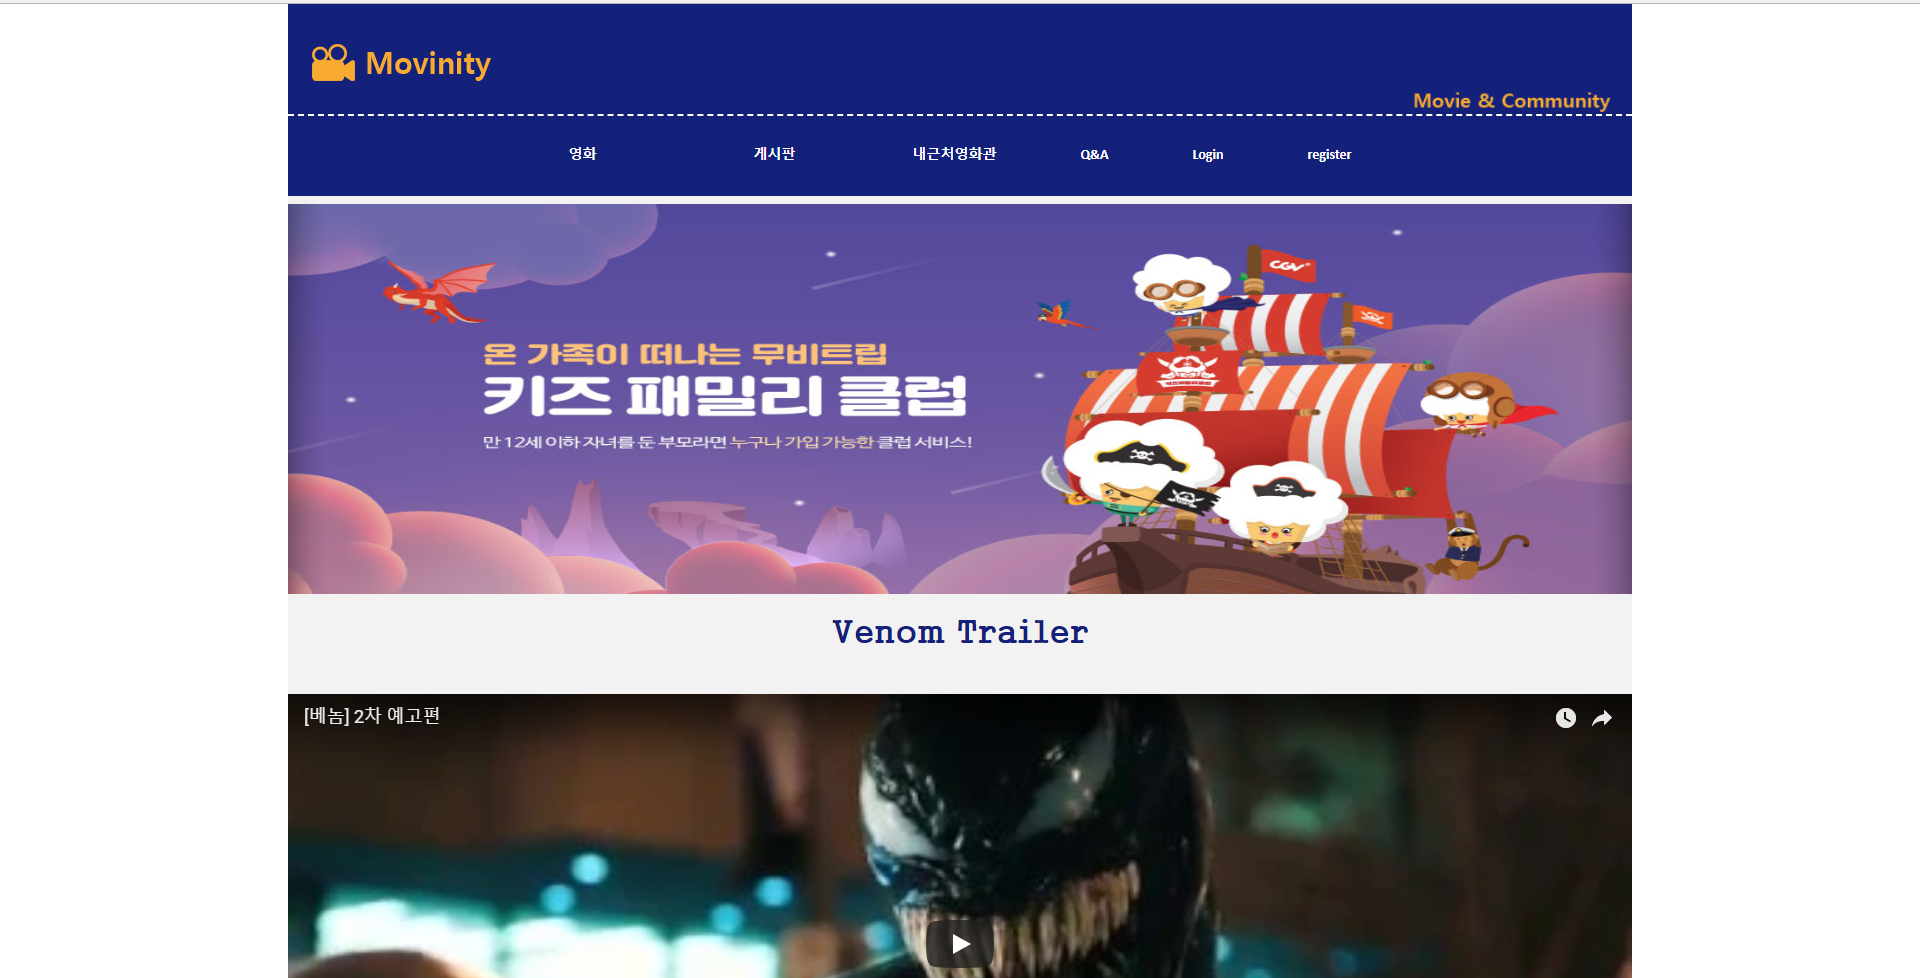 Movinity
Movie & Community
영화 게시판 내근처영화관 Q&A Login register
CGV
온 가족이 떠나는 무비트립
키즈 패밀리 클럽
만 12세 이하 자녀를 둔 부모라면 누구나 가입 가능한 클럽 서비스!
Venom Trailer
[베놈] 2차 예고편